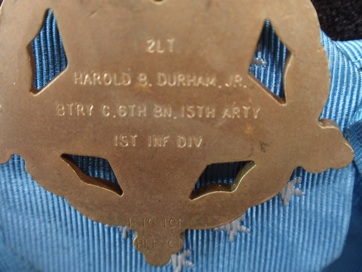 2LT.
HAROLD B. DURHAM, JR.
BTRY C, 6TH BN, 15TH ARTY
1ST INF DIV